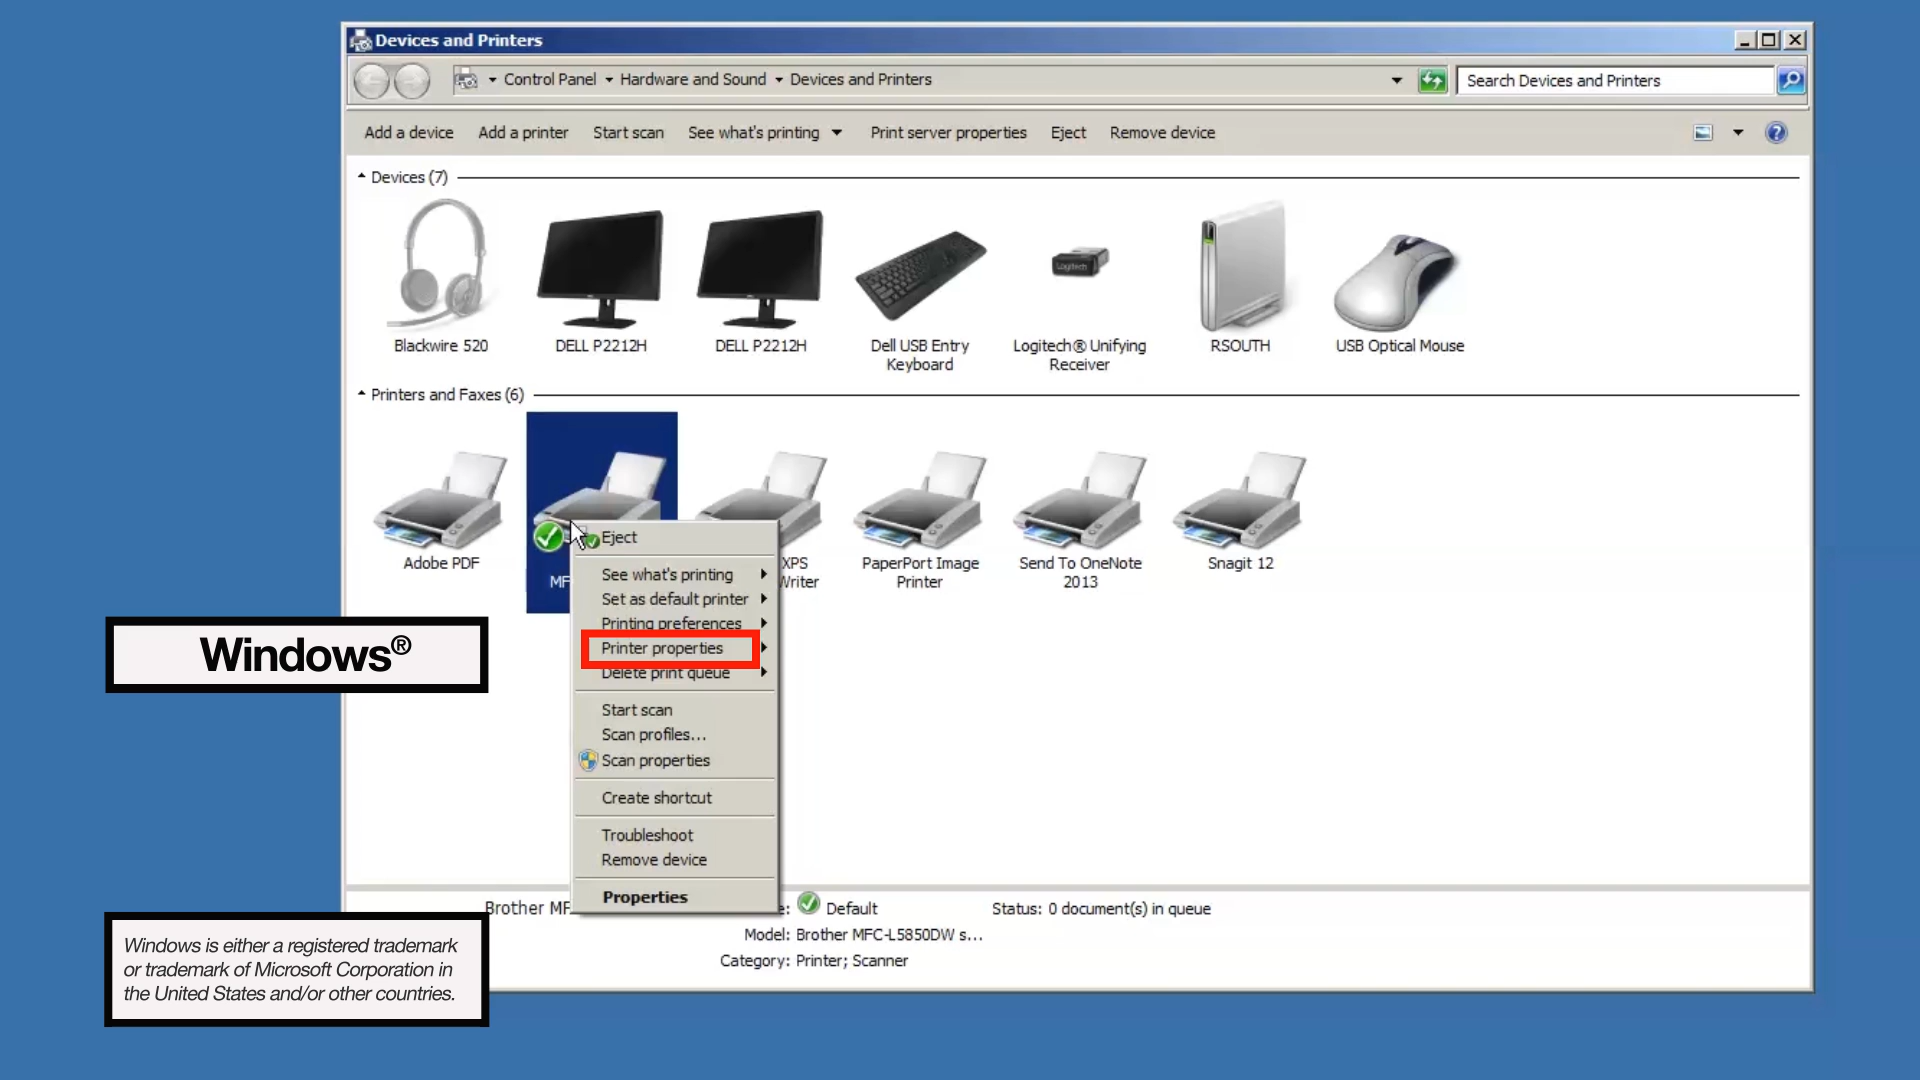 Devices and Printers
Control Panel Hardware and Sound Devices and Printers
Search Devices and Printers
Add a device Add a printer Start scan See what's printing Print server properties Eject Remove device
Devices (7)
Logitech
Blackwire 520
DELL P2212H
DELL P2212H
Dell USB Entry
Keyboard
Logitech® Unifying
Receiver
RSOUTH
USB Optical Mouse
Printers and Faxes (6)
Adobe PDF
MF
XPS
Writer
PaperPort Image
Printer
Send To OneNote
2013
Snagit 12
Eject
See what's printing
Set as default printer
Printing preferences
Printer properties
Delete print queue
Start scan
Scan profiles...
Scan properties
Create shortcut
Troubleshoot
Remove device
Properties
Windows®
Brother MF
Default
Status: 0 document(s) in queue
Model: Brother MFC-L5850DW s...
Category: Printer; Scanner
Windows is either a registered trademark
or trademark of Microsoft Corporation in
the United States and/or other countries.